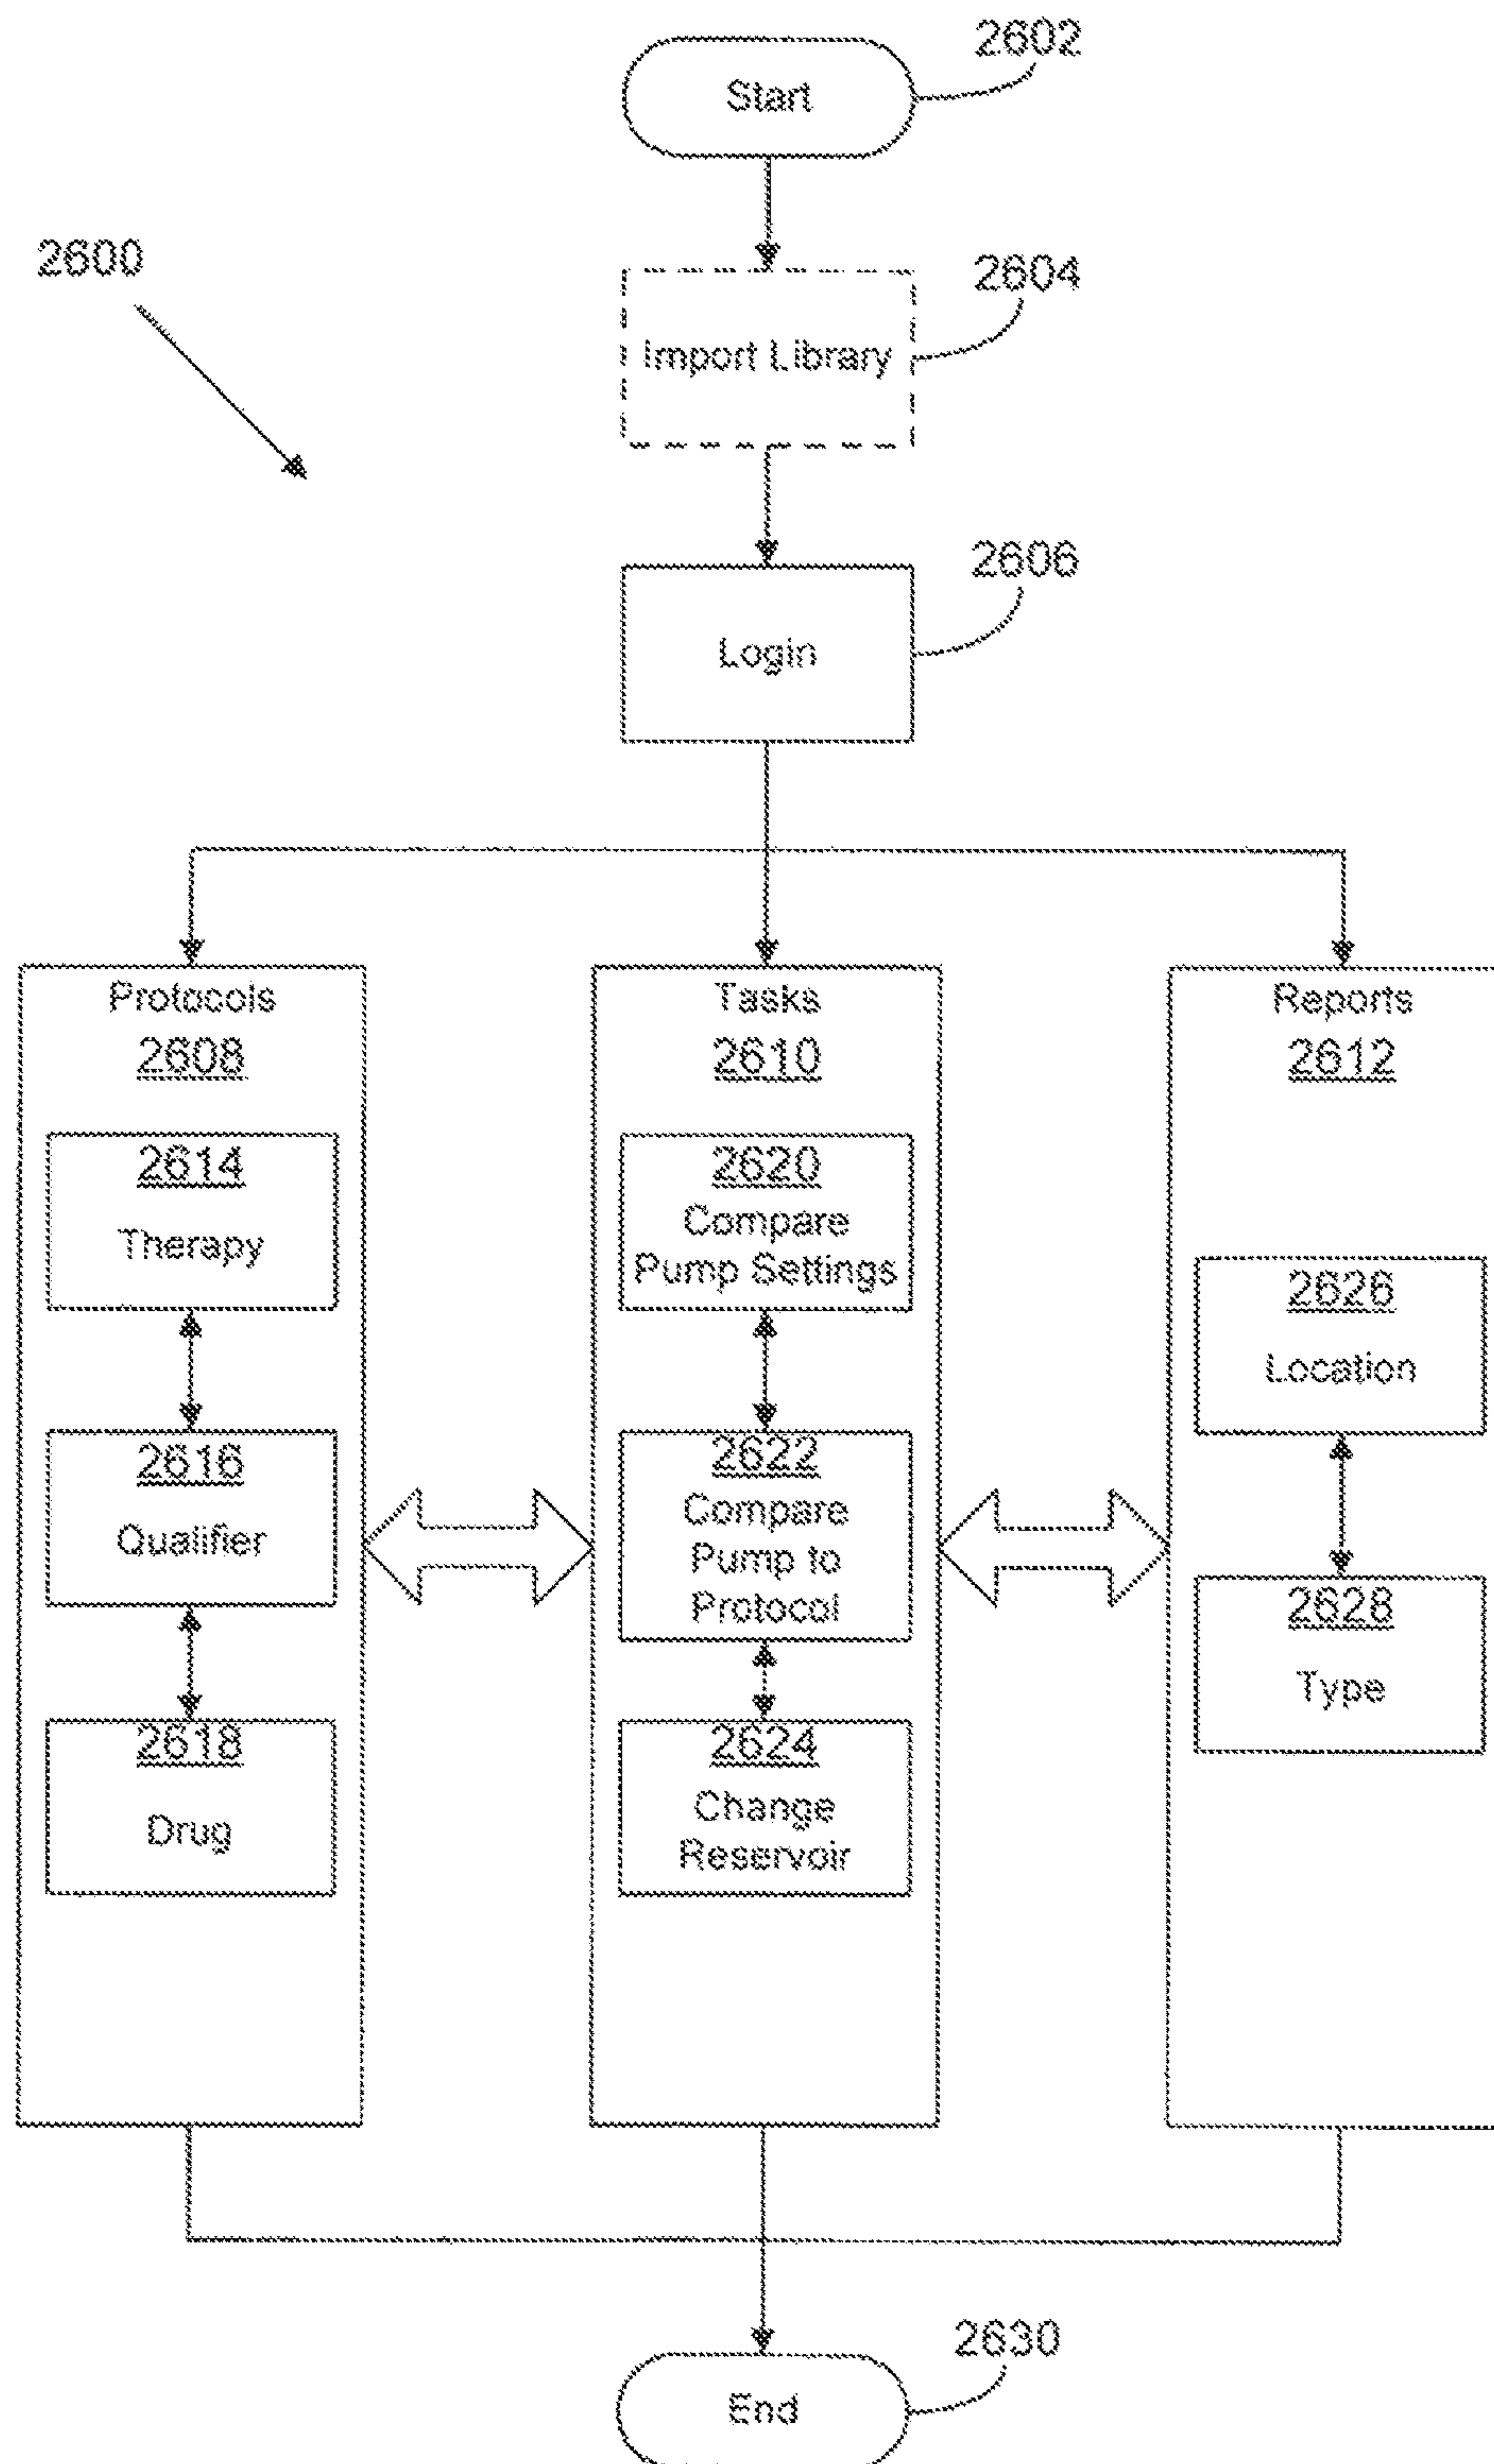 2602
Start
2600
2604
Import Library
2606
Login
Protocols
2608
2614
Therapy
2616
Qualifier
2618
Drug
Tasks
2610
2620
Compare
Pump Settings
2622
Compare
Pump to
Protocol
2624
Change
Reservoir
Reports
2612
2626
Location
2628
Type
2630
End